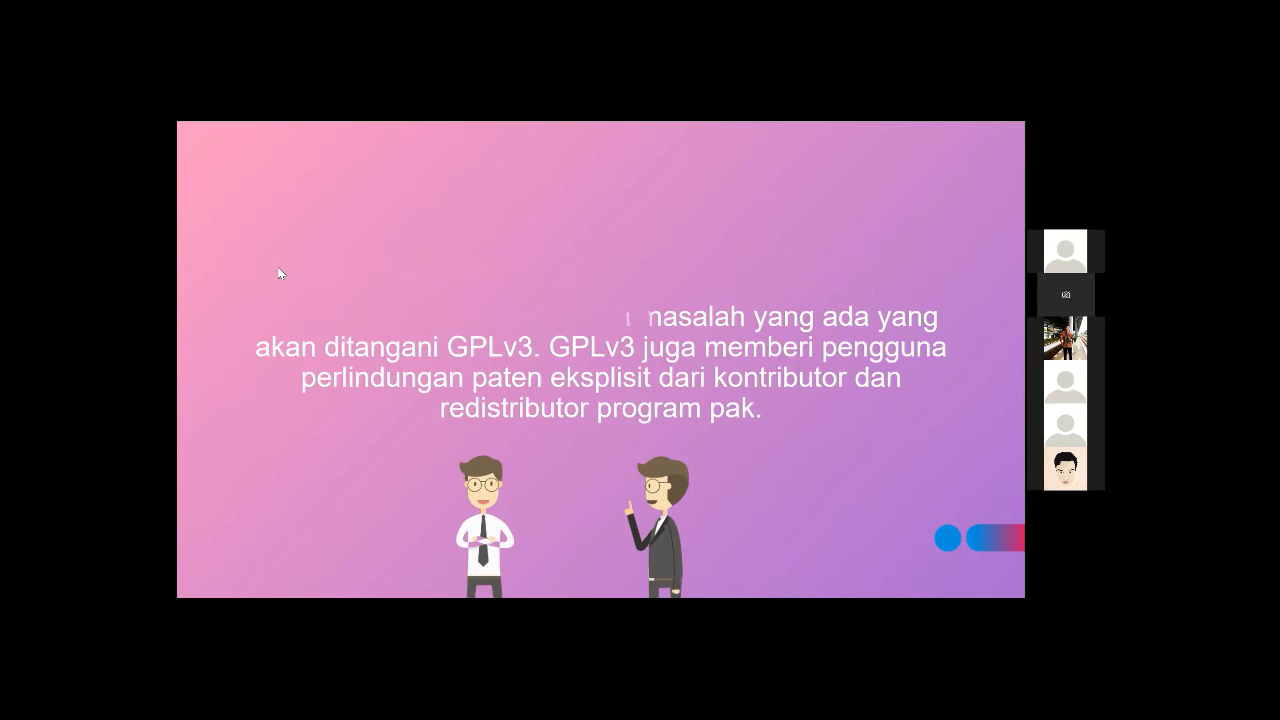 masalah yang ada yang
akan ditangani GPLv3. GPLv3 juga memberi pengguna
perlindungan paten eksplisit dari kontributor dan
redistributor program pak.